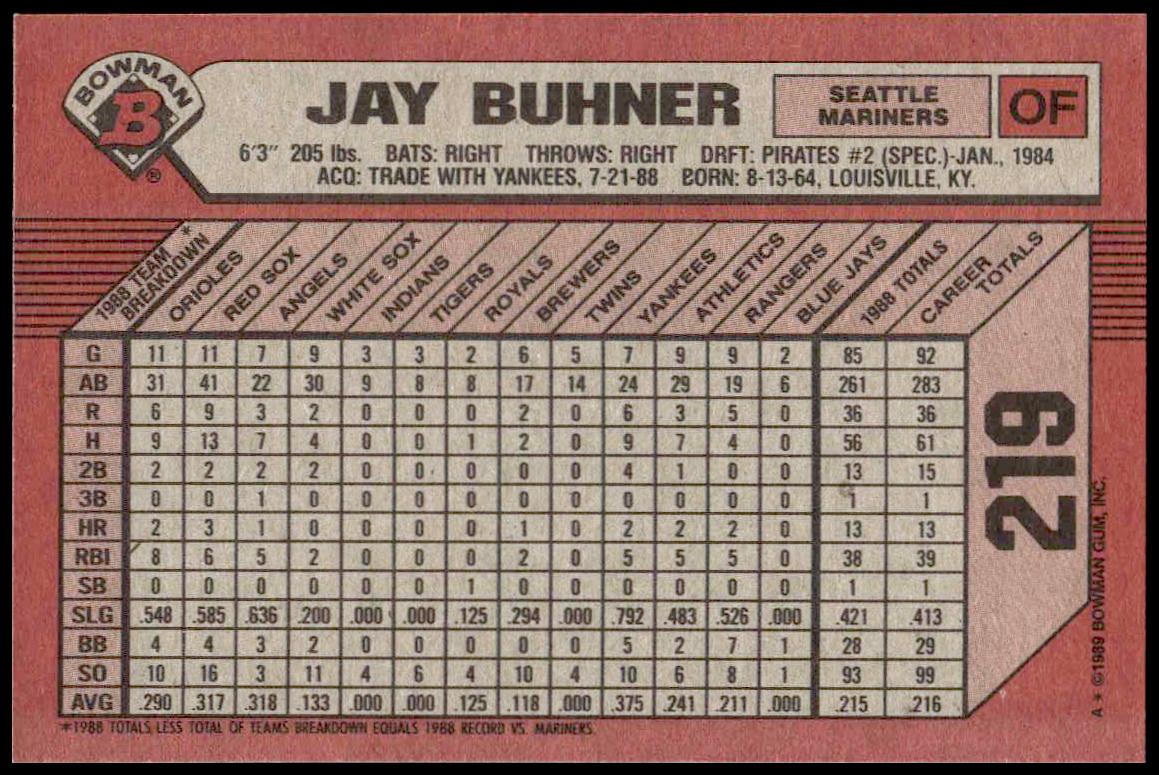 BOWMAN
B
®
JAY BUHNER
SEATTLE
MARINERS
OF
6'3" 205 lbs. BATS: RIGHT THROWS: RIGHT DRFT: PIRATES #2 (SPEC.)-JAN., 1984
ACQ: TRADE WITH YANKEES, 7-21-88 BORN: 8-13-64, LOUISVILLE, KY.
1988 TEAM *
BREAKDOWN
ORIOLES
RED SOX
ANGELS
WHITE SOX
INDIANS
TIGERS
ROYALS
BREWERS
TWINS
YANKEES
ATHLETICS
RANGERS
BLUE JAYS
1988 TOTALS
CAREER
TOTALS
G 11 11 7 9 3 3 2 6 5 7 9 9 2 85 92
AB 31 41 22 30 9 8 8 17 14 24 29 19 6 261 283
R 6 9 3 2 0 0 0 2 0 6 3 5 0 36 36
H 9 13 7 4 0 0 1 2 0 9 7 4 0 56 61
2B 2 2 2 2 0 0 0 0 0 4 1 0 0 13 15
3B 0 0 1 0 0 0 0 0 0 0 0 0 0 1 1
HR 2 3 1 0 0 0 0 1 0 2 2 2 0 13 13
RBI 8 6 5 2 0 0 0 2 0 5 5 5 0 38 39
SB 0 0 0 0 0 0 1 0 0 0 0 0 0 1 1
SLG .548 .585 .636 .200 .000 .000 .125 .294 .000 .792 .483 .526 .000 .421 .413
BB 4 4 3 2 0 0 0 0 0 5 2 7 1 28 29
SO 10 16 3 11 4 6 4 10 4 10 6 8 1 93 99
AVG .290 .317 .318 .133 .000 .000 .125 .118 .000 .375 .241 .211 .000 .215 .216
219
A * ©1989 BOWMAN GUM, INC.
*1988 TOTALS LESS TOTAL OF TEAMS BREAKDOWN EQUALS 1988 RECORD VS. MARINERS.